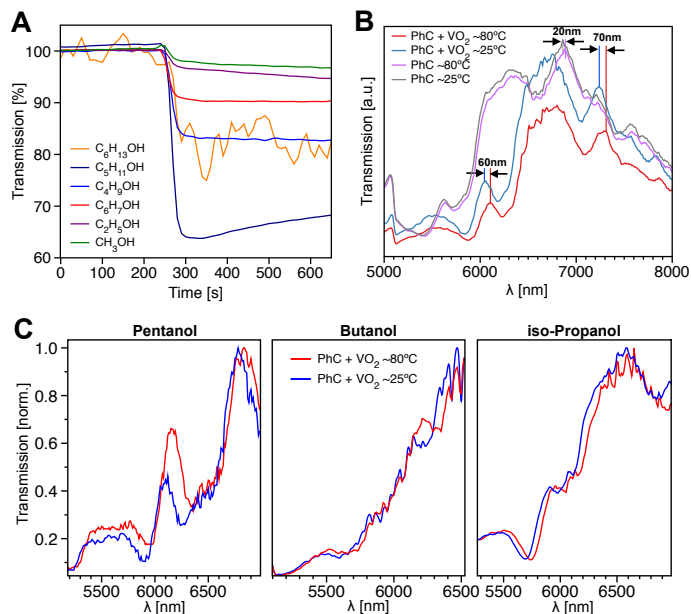 A
Transmission [%]
100
90
80
70
60
C₆H₁₃OH
C₅H₁₁OH
C₄H₉OH
C₆H₇OH
C₂H₅OH
CH₃OH
0 100 200 300 400 500 600
Time [s]
B
Transmission [a.u.]
PhC + VO₂ ~80ºC
PhC + VO₂ ~25ºC
PhC ~80ºC
PhC ~25ºC
20nm
70nm
60nm
5000 6000 7000 8000
λ [nm]
C
Pentanol Butanol iso-Propanol
Transmission [norm.]
1.0
0.8
0.6
0.4
0.2
PhC + VO₂ ~80ºC
PhC + VO₂ ~25ºC
5500 6000 6500
λ [nm]
5500 6000 6500
λ [nm]
5500 6000 6500
λ [nm]